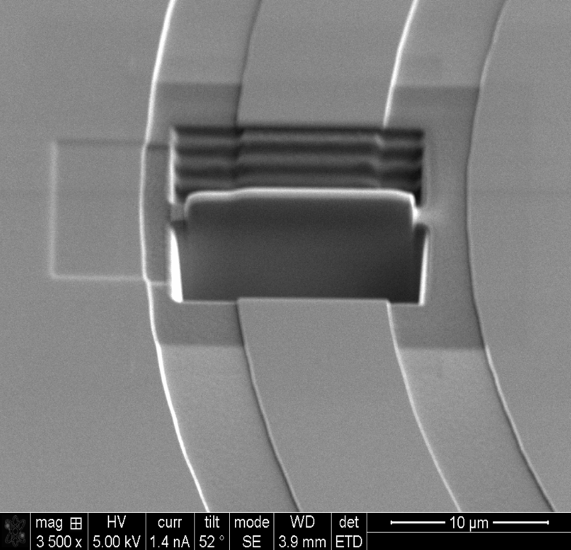 mag HV curr tilt mode WD det
10 µm
3 500 x 5.00 kV 1.4 nA 52 ° SE 3.9 mm ETD